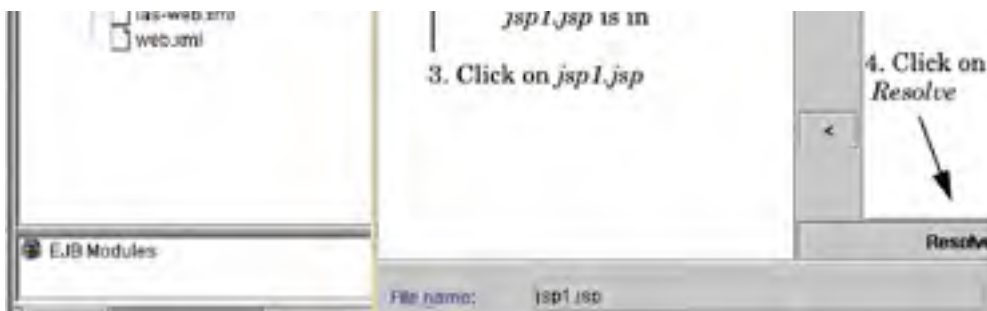 ias-web.xml
web.xml
EJB Modules
jsp1.jsp is in
3. Click on jsp1.jsp
4. Click on
Resolve
<
Resolve
File name: jsp1.jsp